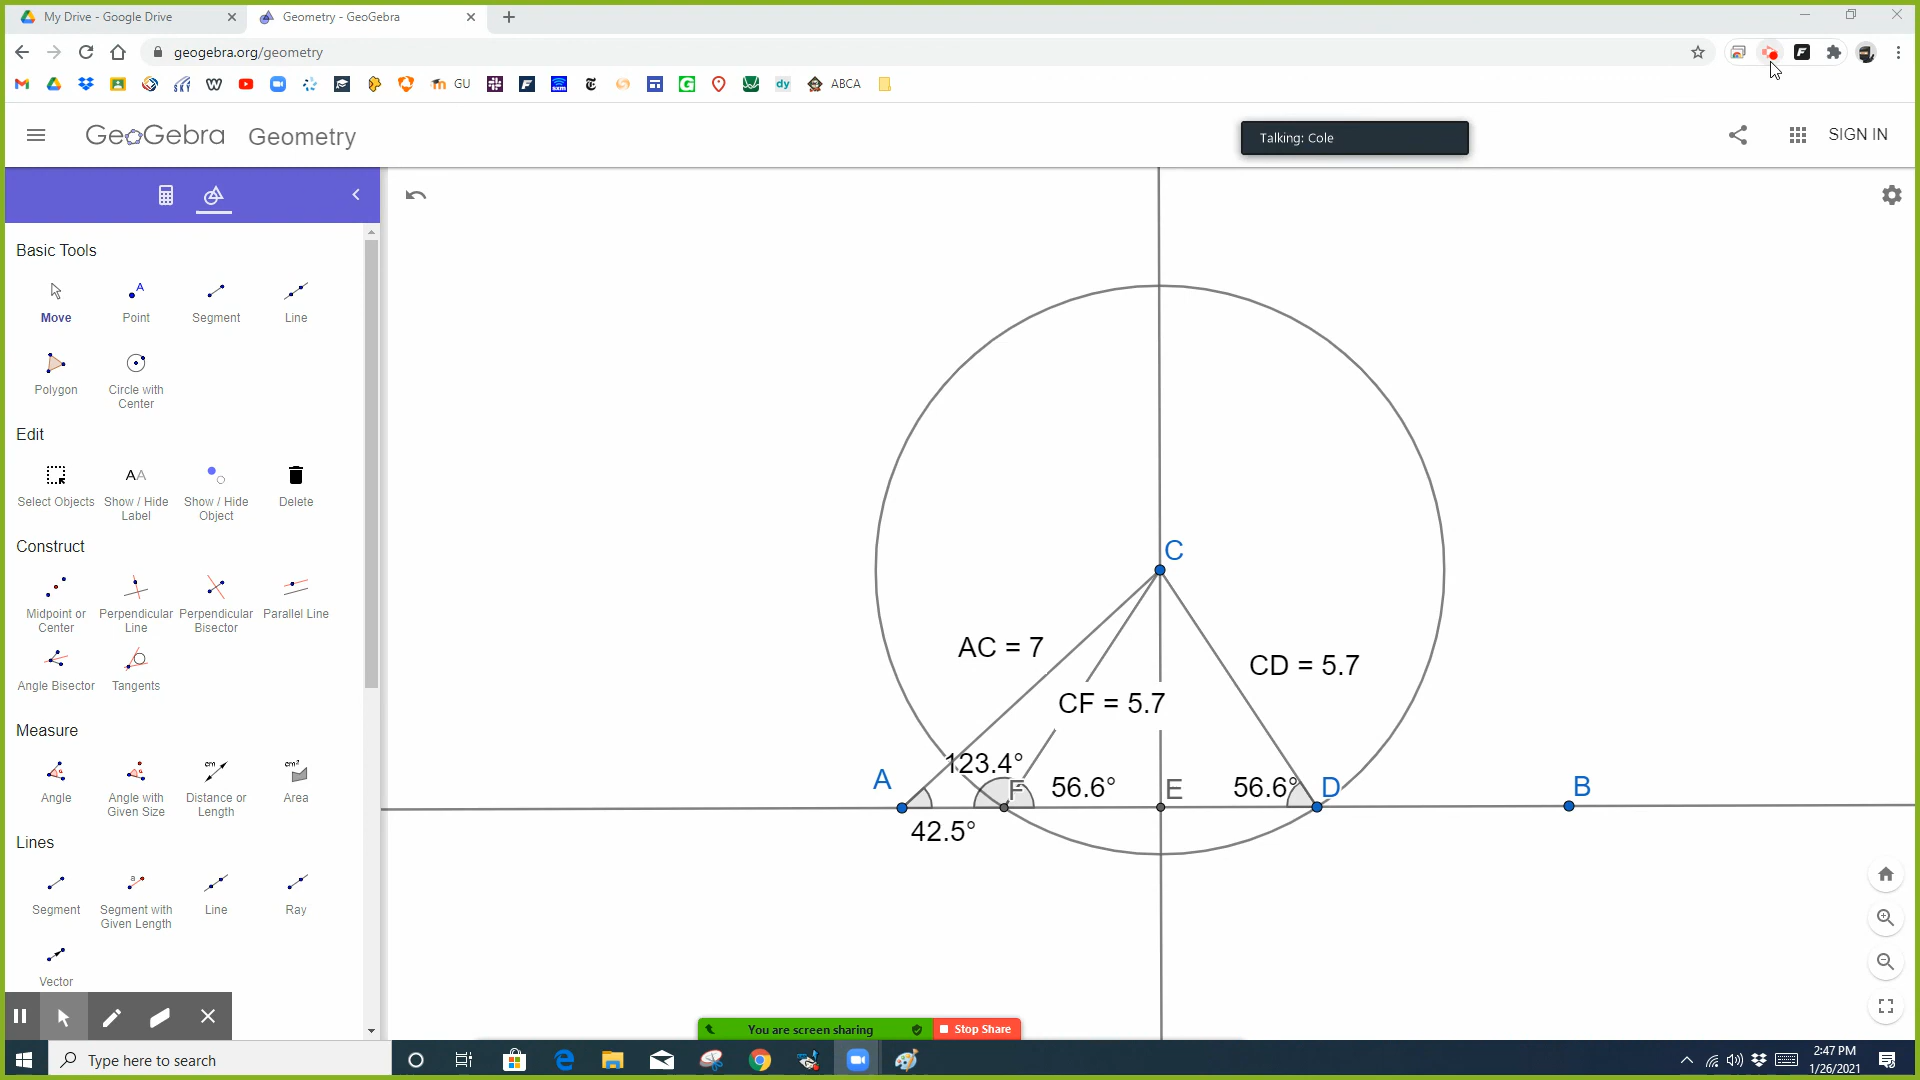 My Drive - Google Drive
Geometry - GeoGebra
geogebra.org/geometry
GU
sxm
dy
ABCA
GeoGebra Geometry
Talking: Cole
SIGN IN
Basic Tools
Move
Point
Segment
Line
Polygon
Circle with Center
Edit
Select Objects
Show / Hide Label
Show / Hide Object
Delete
Construct
Midpoint or Center
Perpendicular Line
Perpendicular Bisector
Parallel Line
Angle Bisector
Tangents
Measure
Angle
Angle with Given Size
Distance or Length
Area
Lines
Segment
Segment with Given Length
Line
Ray
Vector
C
AC = 7
CD = 5.7
CF = 5.7
123.4°
A
F
56.6°
E
56.6°
D
B
42.5°
You are screen sharing
Stop Share
Type here to search
2:47 PM
1/26/2021